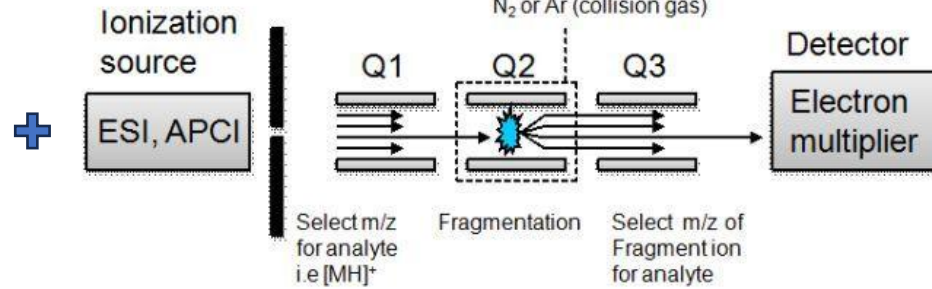 N₂ or Ar (collision gas)
Ionization
source
Q1
Q2
Q3
Detector
ESI, APCI
Electron
multiplier
Select m/z
for analyte
i.e [MH]⁺
Fragmentation
Select m/z of
Fragment ion
for analyte